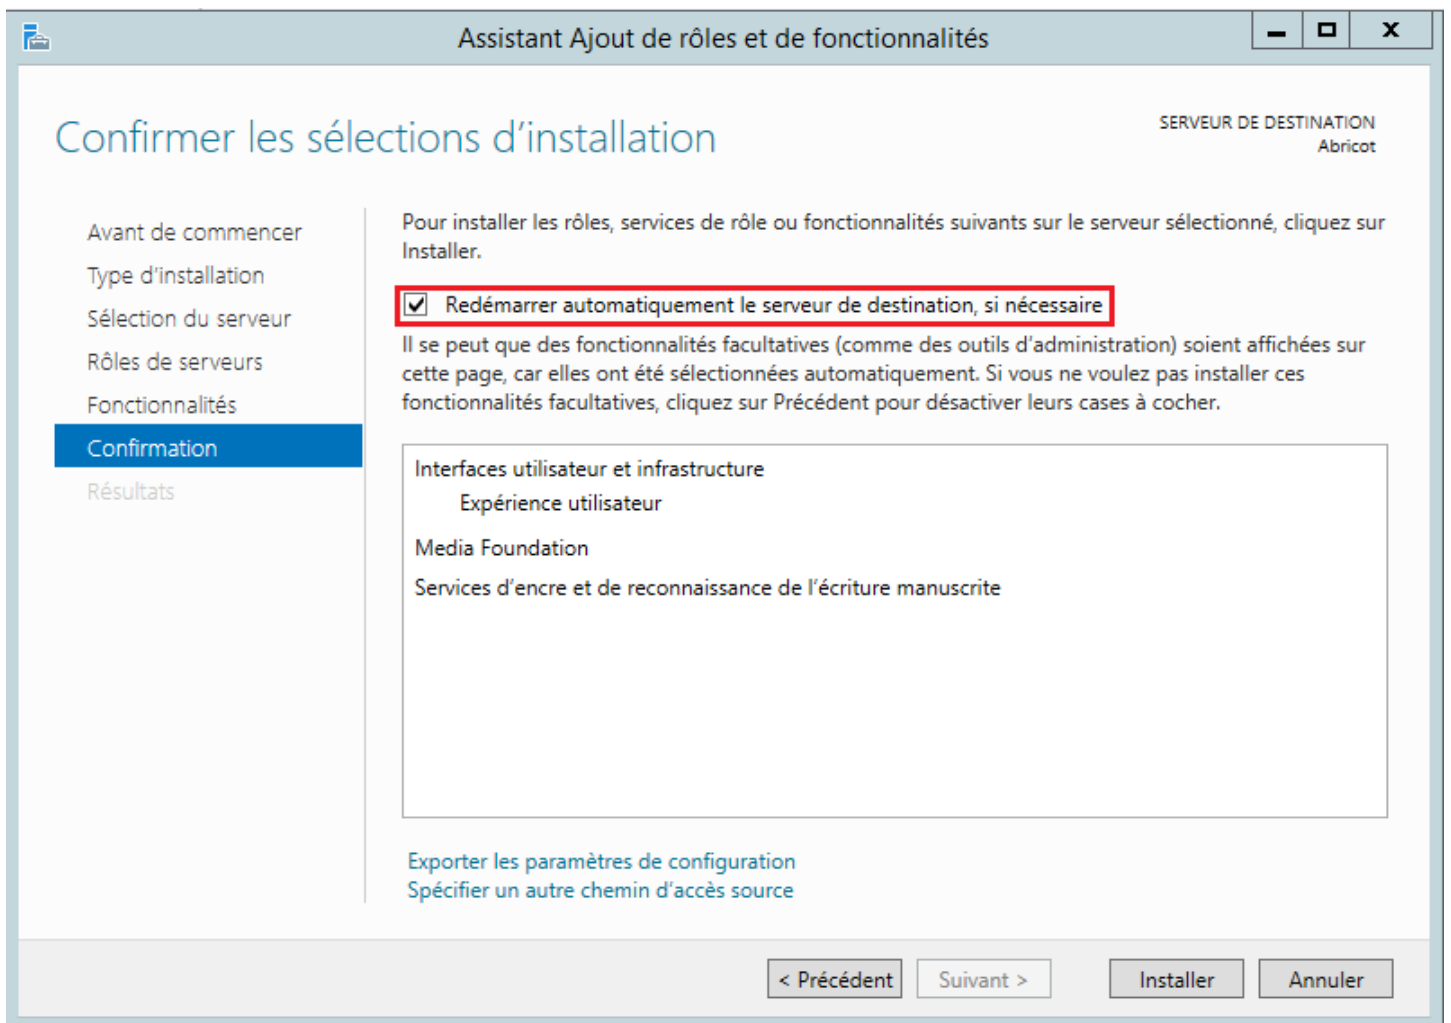 Assistant Ajout de rôles et de fonctionnalités
Confirmer les sélections d'installation
SERVEUR DE DESTINATION
Abricot
Avant de commencer
Type d'installation
Sélection du serveur
Rôles de serveurs
Fonctionnalités
Confirmation
Résultats
Pour installer les rôles, services de rôle ou fonctionnalités suivants sur le serveur sélectionné, cliquez sur
Installer.
Redémarrer automatiquement le serveur de destination, si nécessaire
Il se peut que des fonctionnalités facultatives (comme des outils d'administration) soient affichées sur
cette page, car elles ont été sélectionnées automatiquement. Si vous ne voulez pas installer ces
fonctionnalités facultatives, cliquez sur Précédent pour désactiver leurs cases à cocher.
Interfaces utilisateur et infrastructure
Expérience utilisateur
Media Foundation
Services d'encre et de reconnaissance de l'écriture manuscrite
Exporter les paramètres de configuration
Spécifier un autre chemin d'accès source
< Précédent
Suivant >
Installer
Annuler